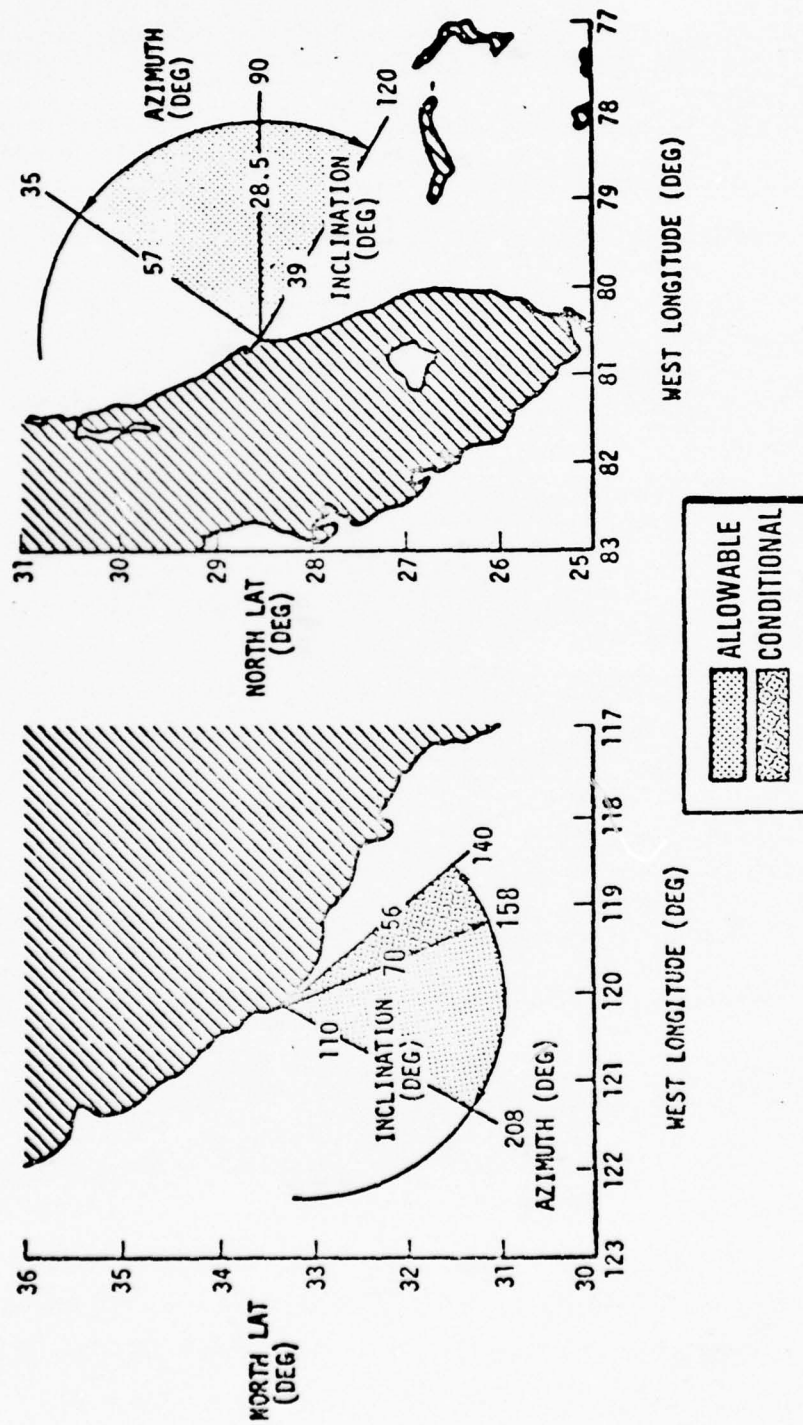 NORTH LAT
(DEG)
36
35
34
33
32
31
30
123
122
121
120
119
118
117
WEST LONGITUDE (DEG)
110
70
56
INCLINATION
(DEG)
208
158
140
AZIMUTH (DEG)
NORTH LAT
(DEG)
31
30
29
28
27
26
25
83
82
81
80
79
78
77
WEST LONGITUDE (DEG)
AZIMUTH
(DEG)
35
90
120
57
28.5
39
INCLINATION
(DEG)
ALLOWABLE
CONDITIONAL